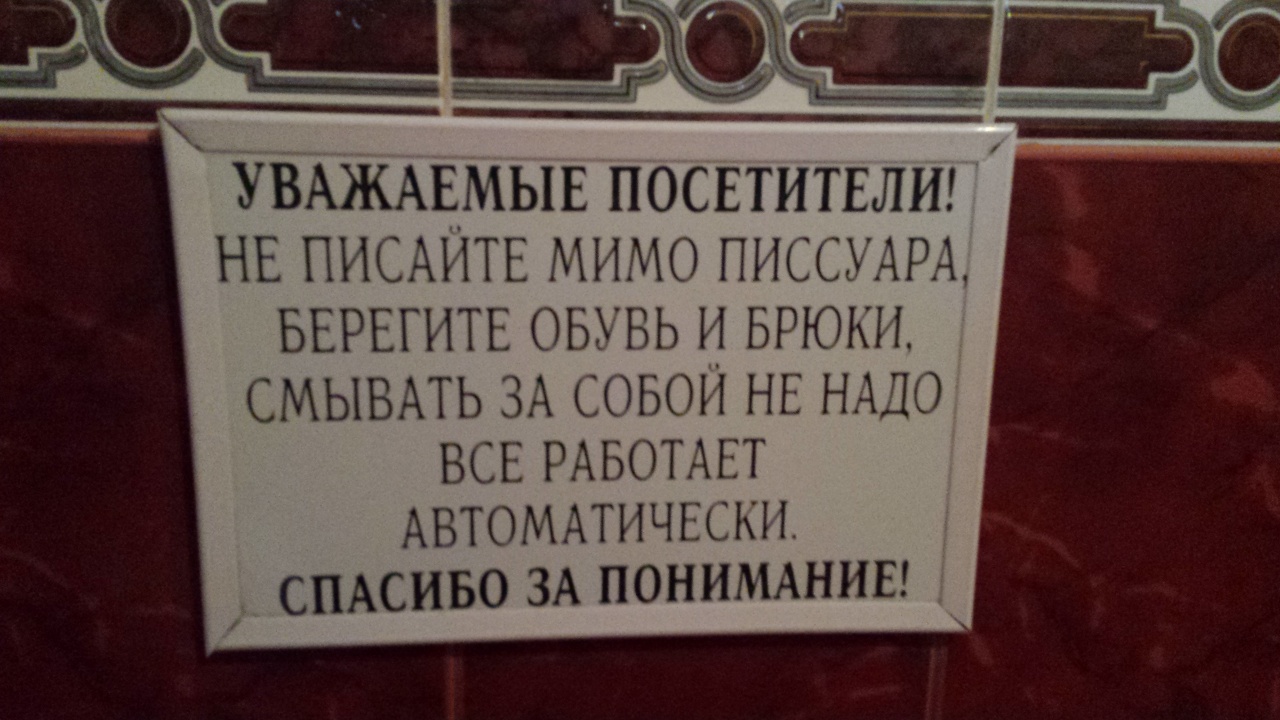 УВАЖАЕМЫЕ ПОСЕТИТЕЛИ!
НЕ ПИСАЙТЕ МИМО ПИССУАРА,
БЕРЕГИТЕ ОБУВЬ И БРЮКИ,
СМЫВАТЬ ЗА СОБОЙ НЕ НАДО
ВСЕ РАБОТАЕТ
АВТОМАТИЧЕСКИ.
СПАСИБО ЗА ПОНИМАНИЕ!